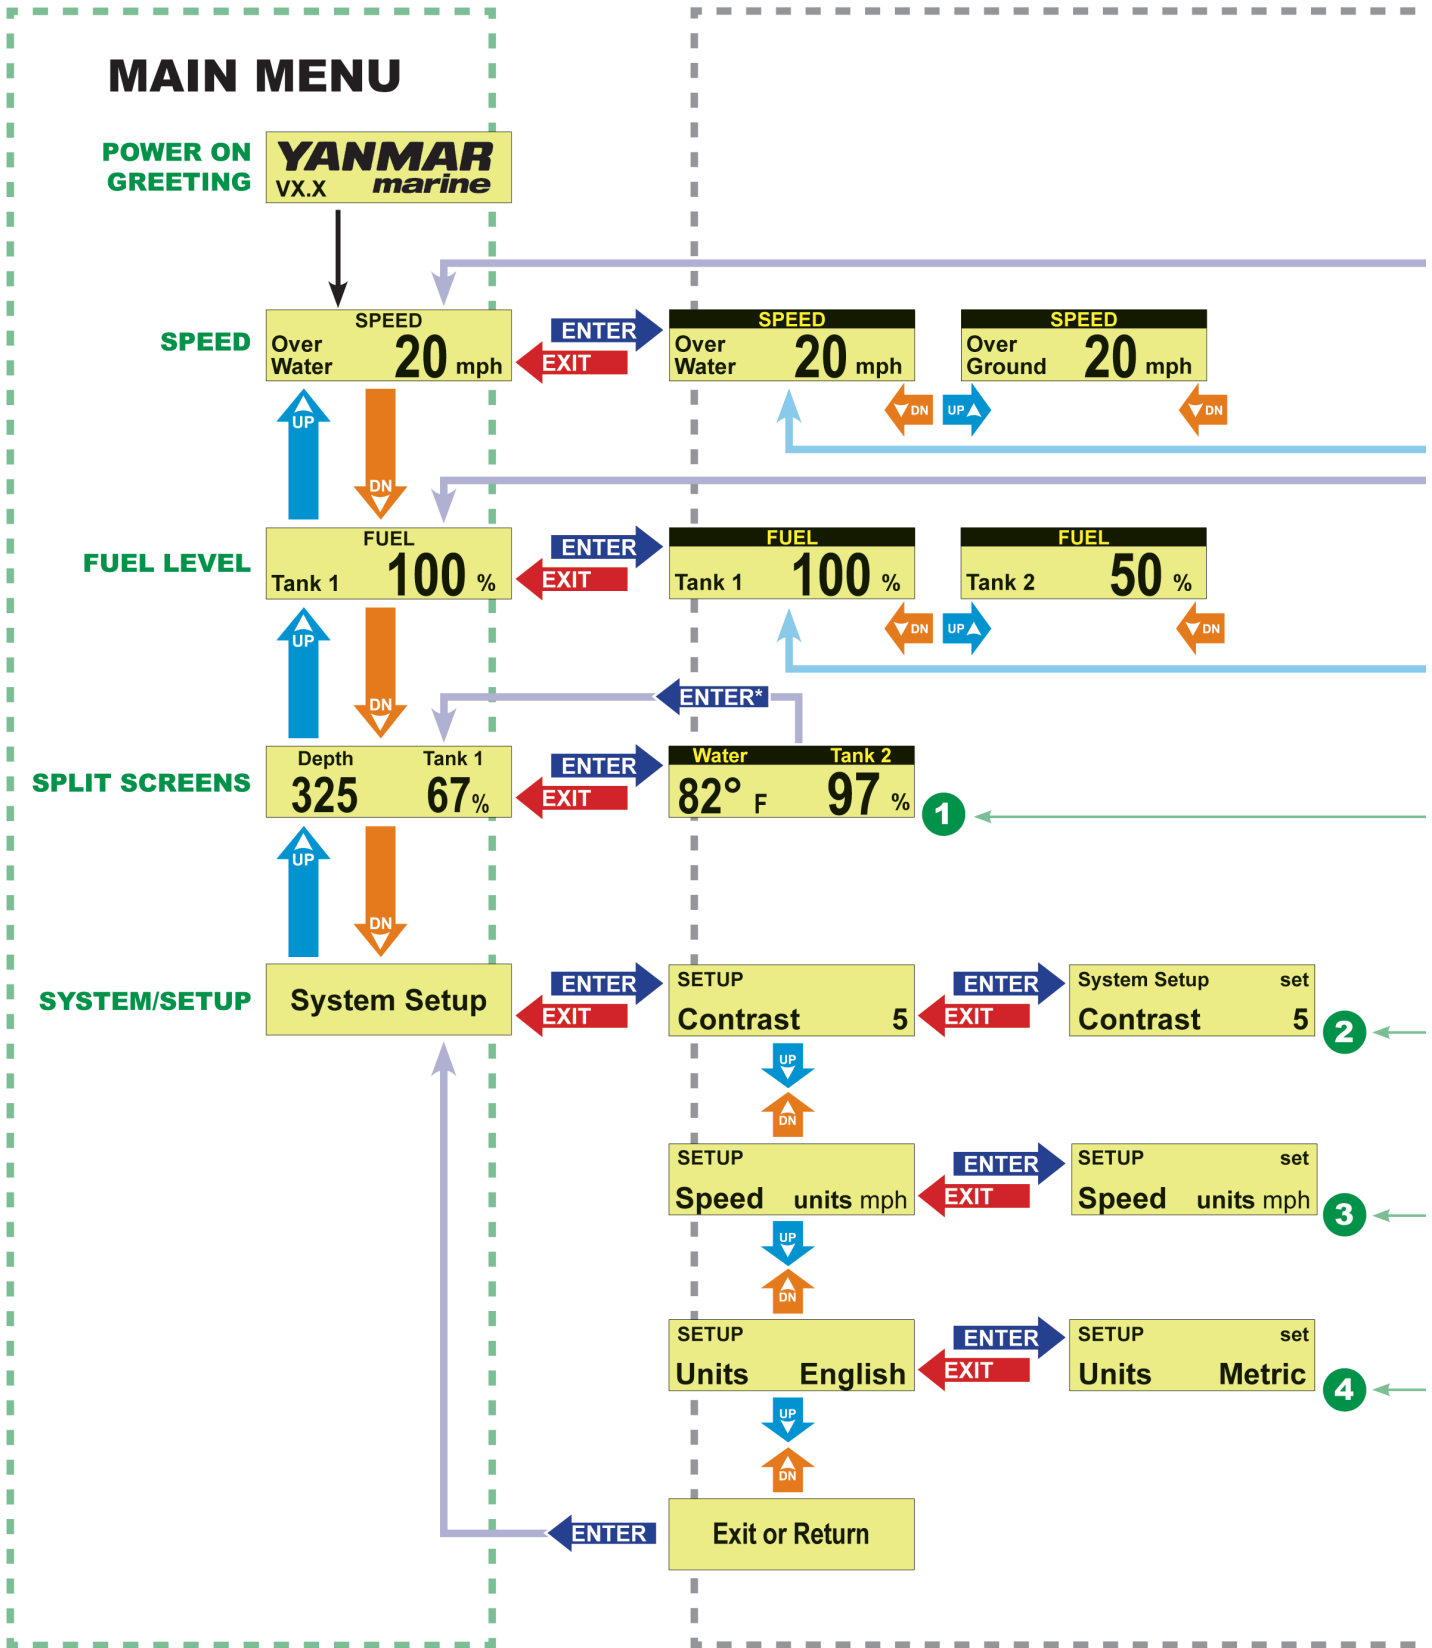 MAIN MENU
POWER ON
GREETING
YANMAR
VX.X marine
SPEED
SPEED
Over
Water 20 mph
ENTER
EXIT
SPEED
Over
Water 20 mph
SPEED
Over
Ground 20 mph
DN
UP
DN
UP
DN
FUEL LEVEL
FUEL
Tank 1 100 %
ENTER
EXIT
FUEL
Tank 1 100 %
FUEL
Tank 2 50 %
DN
UP
DN
UP
DN
ENTER*
SPLIT SCREENS
Depth Tank 1
325 67%
ENTER
EXIT
Water Tank 2
82° F 97 %
1
UP
DN
SYSTEM/SETUP
System Setup
ENTER
EXIT
SETUP
Contrast 5
ENTER
EXIT
System Setup set
Contrast 5
2
UP
DN
SETUP
Speed units mph
ENTER
EXIT
SETUP set
Speed units mph
3
UP
DN
SETUP
Units English
ENTER
EXIT
SETUP set
Units Metric
4
UP
DN
ENTER
Exit or Return